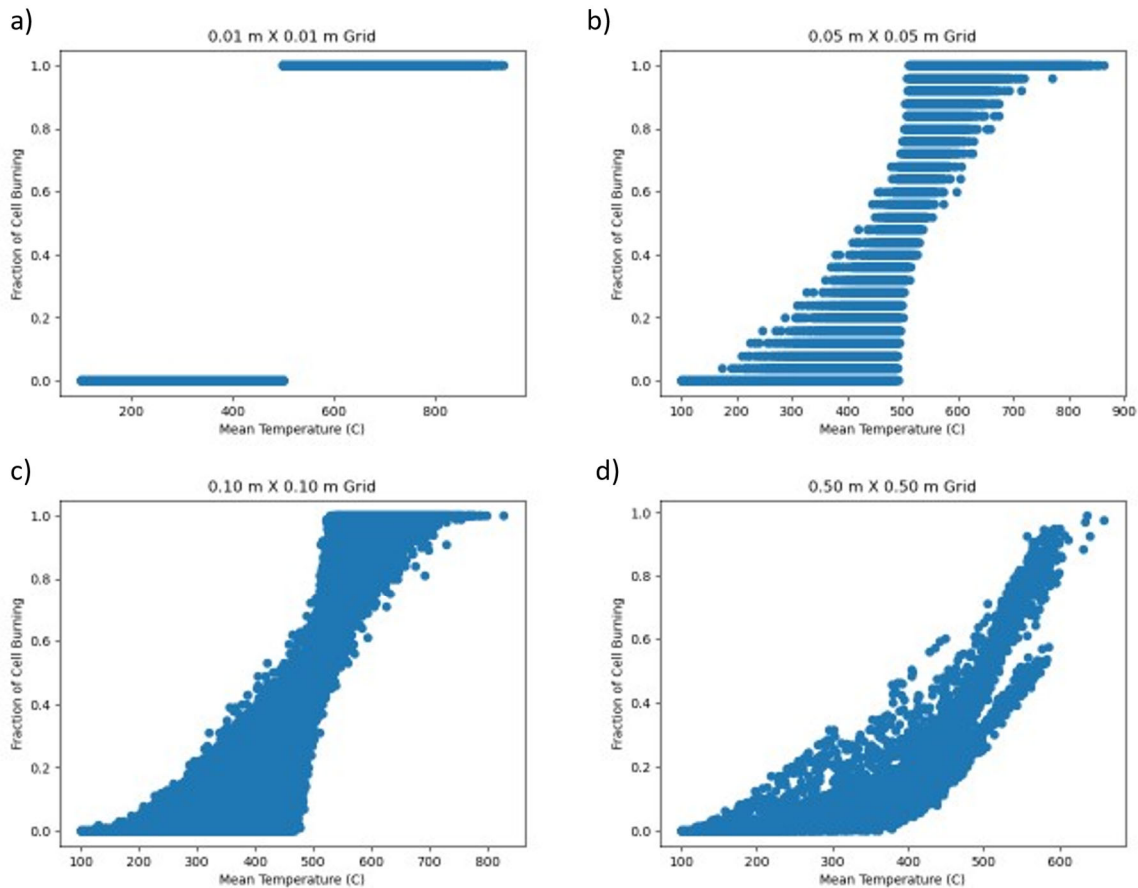 a)
0.01 m X 0.01 m Grid
1.0
0.8
0.6
0.4
0.2
0.0
Fraction of Cell Burning
200 400 600 800
Mean Temperature (C)
b)
0.05 m X 0.05 m Grid
1.0
0.8
0.6
0.4
0.2
0.0
Fraction of Cell Burning
100 200 300 400 500 600 700 800 900
Mean Temperature (C)
c)
0.10 m X 0.10 m Grid
1.0
0.8
0.6
0.4
0.2
0.0
Fraction of Cell Burning
100 200 300 400 500 600 700 800
Mean Temperature (C)
d)
0.50 m X 0.50 m Grid
1.0
0.8
0.6
0.4
0.2
0.0
Fraction of Cell Burning
100 200 300 400 500 600
Mean Temperature (C)